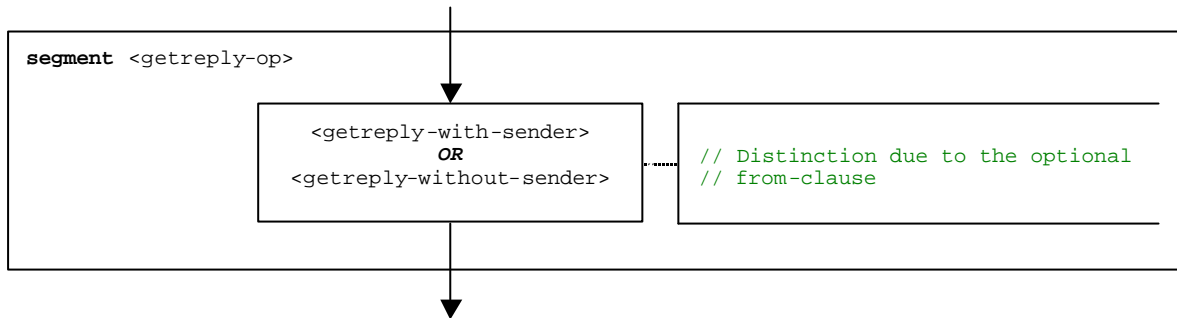 segment <getreply-op>
<getreply-with-sender>
OR
<getreply-without-sender>
// Distinction due to the optional
// from-clause